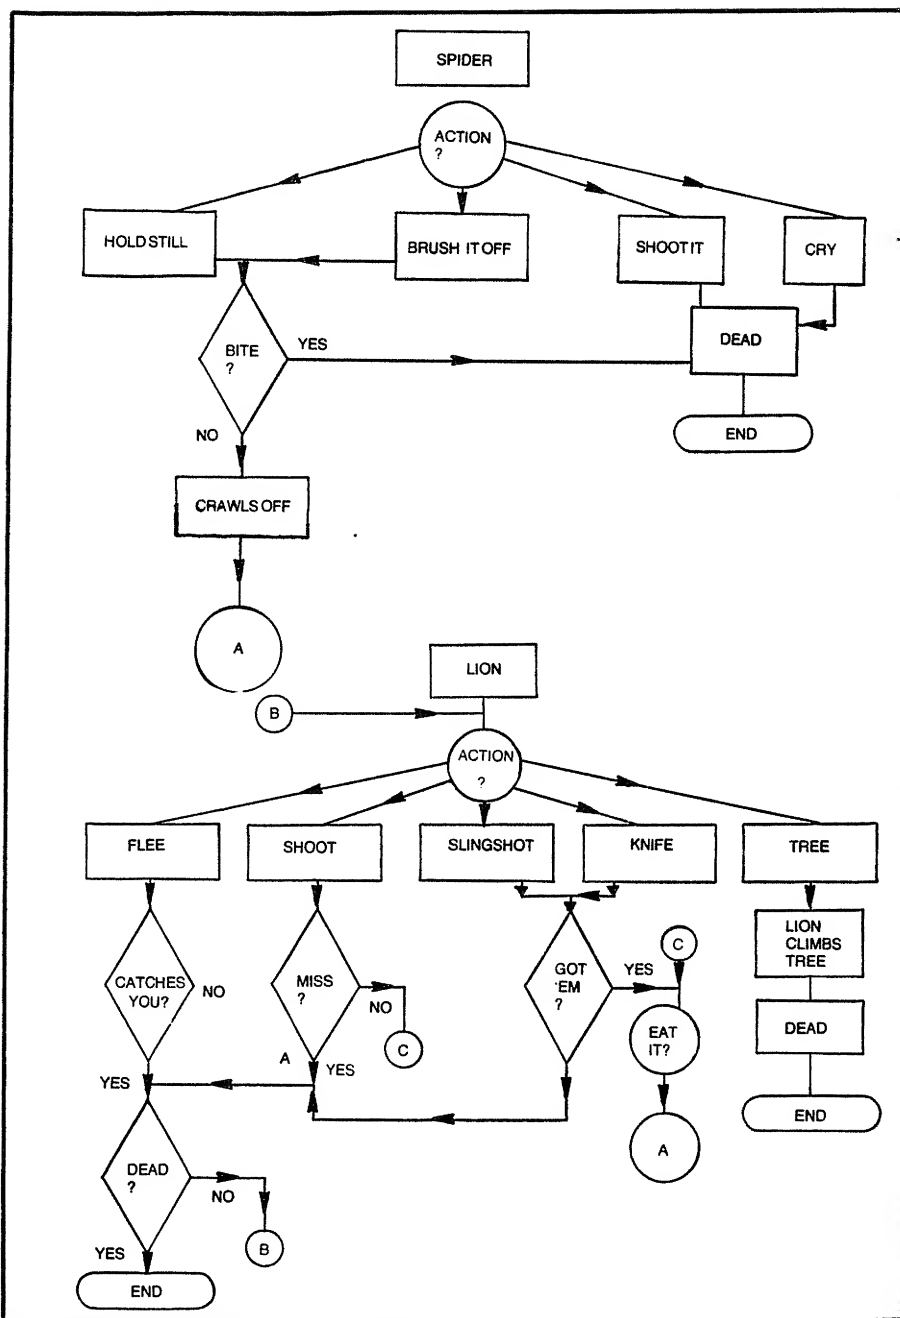 SPIDER
ACTION
?
HOLD STILL
BRUSH IT OFF
SHOOT IT
CRY
BITE
?
YES
DEAD
NO
END
CRAWLS OFF
A
LION
B
ACTION
?
FLEE
SHOOT
SLINGSHOT
KNIFE
TREE
CATCHES
YOU?
NO
MISS
?
NO
C
GOT
'EM
?
YES
C
EAT
IT?
LION
CLIMBS
TREE
DEAD
END
A
YES
YES
A
DEAD
?
NO
B
YES
END